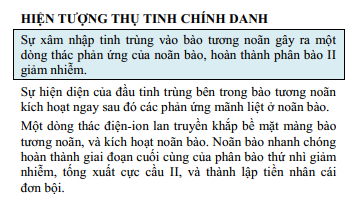 HIỆN TƯỢNG THỤ TINH CHÍNH DANH
Sự xâm nhập tinh trùng vào bào tương noãn gây ra một
dòng thác phản ứng của noãn bào, hoàn thành phân bào II
giảm nhiễm.
Sự hiện diện của đầu tinh trùng bên trong bào tương noãn
kích hoạt ngay sau đó các phản ứng mãnh liệt ở noãn bào.
Một dòng thác điện-ion lan truyền khắp bề mặt màng bào
tương noãn, và kích hoạt noãn bào. Noãn bào nhanh chóng
hoàn thành giai đoạn cuối cùng của phân bào thứ nhì giảm
nhiễm, tống xuất cực cầu II, và thành lập tiền nhân cái
đơn bội.